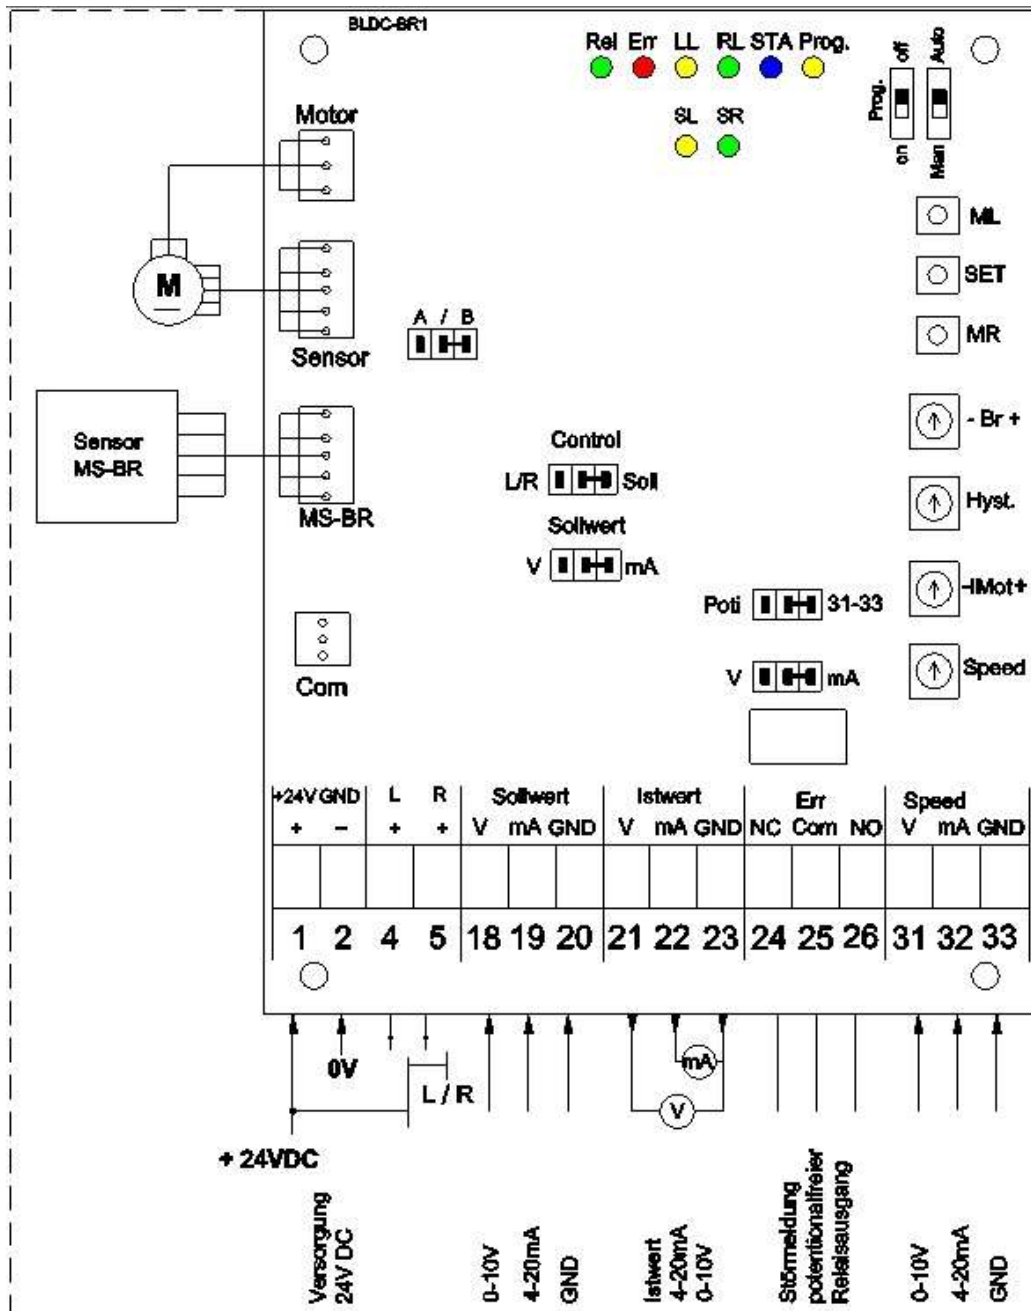 BLDC-BR1
Rel Err LL RL STA Prog.
SL SR
Prog.
off
on
Auto
Man
Motor
M
Sensor
A / B
Sensor
MS-BR
MS-BR
Com
Control
L/R Soll
Sollwert
V mA
Poti 31-33
V mA
ML
SET
MR
- Br +
Hyst.
-IMot+
Speed
+24V GND L R Sollwert Istwert Err Speed
+ - + + V mA GND V mA GND NC Com NO V mA GND
1 2 4 5 18 19 20 21 22 23 24 25 26 31 32 33
0V
L / R
mA
V
+ 24VDC
Versorgung
24V DC
0-10V
4-20mA
GND
Istwert
4-20mA
0-10V
Störmeldung
potentionalfreier
Relaisausgang
0-10V
4-20mA
GND